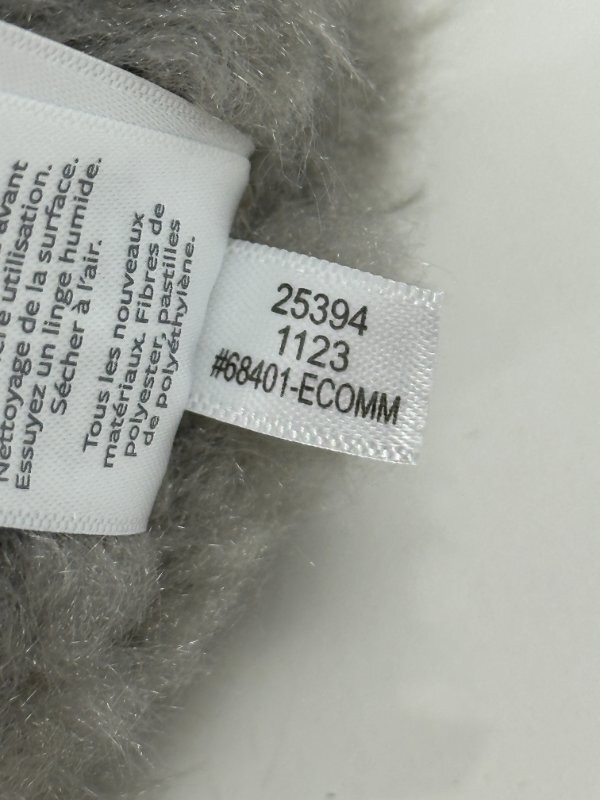 avant
utilisation.
Nettoyage de la surface.
Essuyez un linge humide.
Sécher à l'air.
Tous les nouveaux
matériaux. Fibres de
polyester, pastilles
de polyéthylène.
25394
1123
#68401-ECOMM